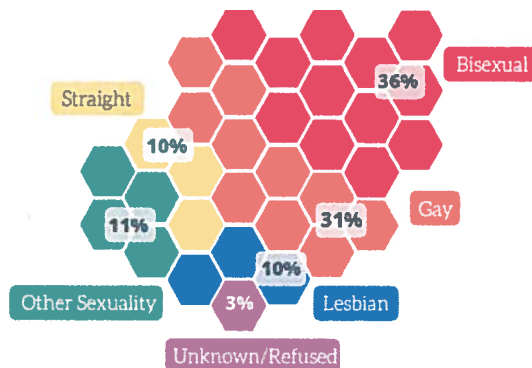 Bisexual
36%
Straight
10%
Gay
31%
11%
10%
Other Sexuality
3%
Lesbian
Unknown/Refused